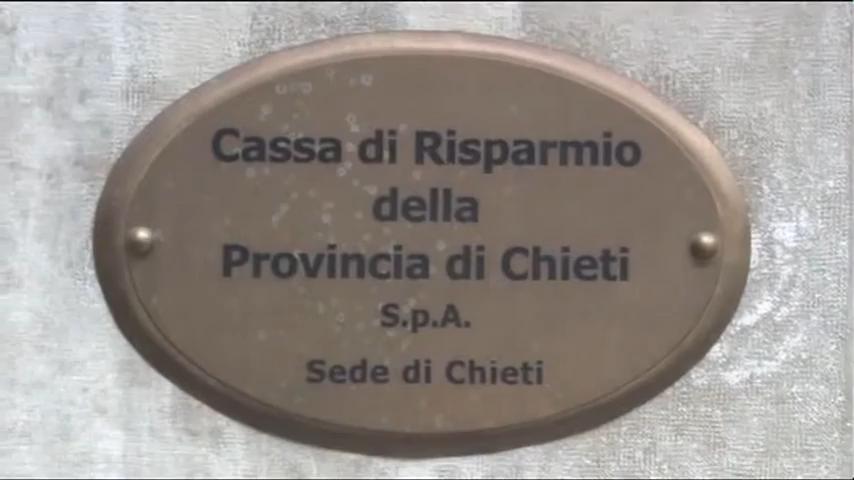 Cassa di Risparmio
della
Provincia di Chieti
S.p.A.
Sede di Chieti